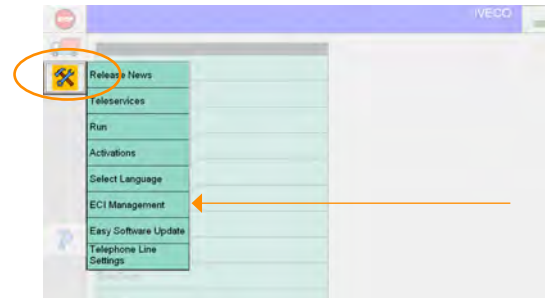 IVECO
Release News
Teleservices
Run
Activations
Select Language
ECI Management
Easy Software Update
Telephone Line
Settings